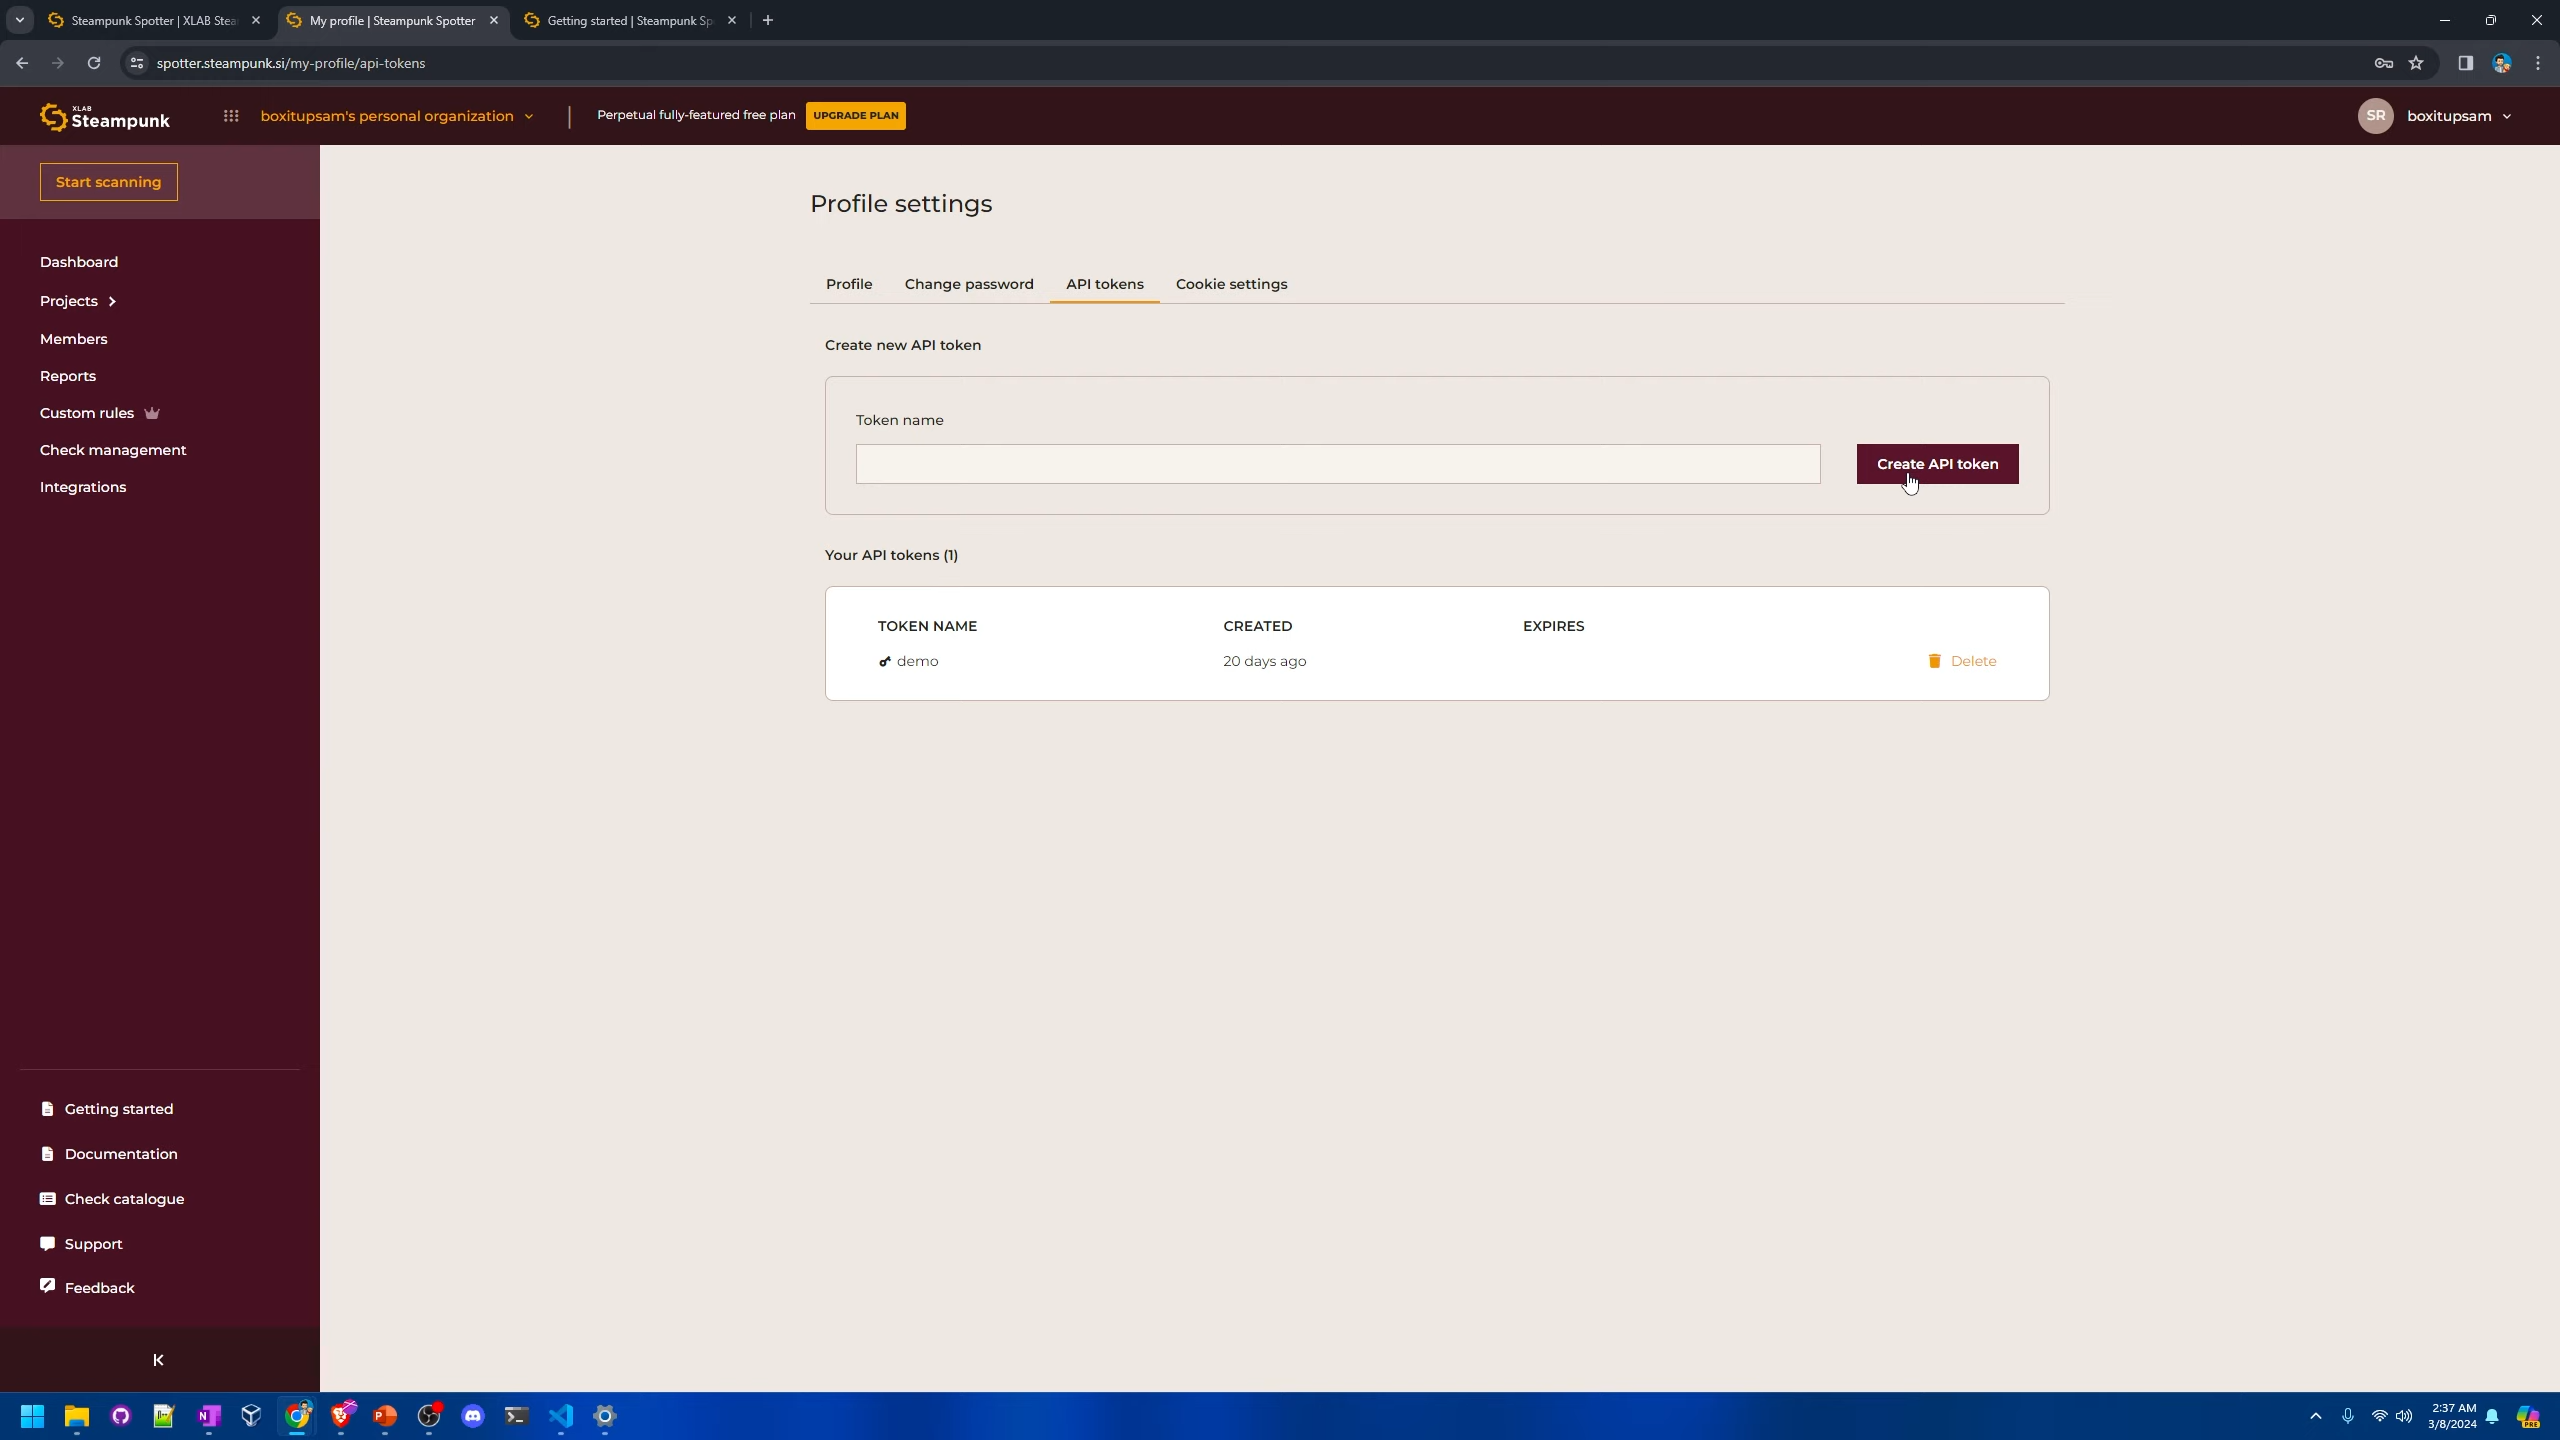 Steampunk Spotter | XLAB Stea
My profile | Steampunk Spotter
Getting started | Steampunk Sp
spotter.steampunk.si/my-profile/api-tokens
XLAB
Steampunk
boxitupsam's personal organization
Perpetual fully-featured free plan
UPGRADE PLAN
SR
boxitupsam
Start scanning
Dashboard
Projects
Members
Reports
Custom rules
Check management
Integrations
Getting started
Documentation
Check catalogue
Support
Feedback
Profile settings
Profile
Change password
API tokens
Cookie settings
Create new API token
Token name
Create API token
Your API tokens (1)
TOKEN NAME
CREATED
EXPIRES
demo
20 days ago
Delete
2:37 AM
3/8/2024
PRE